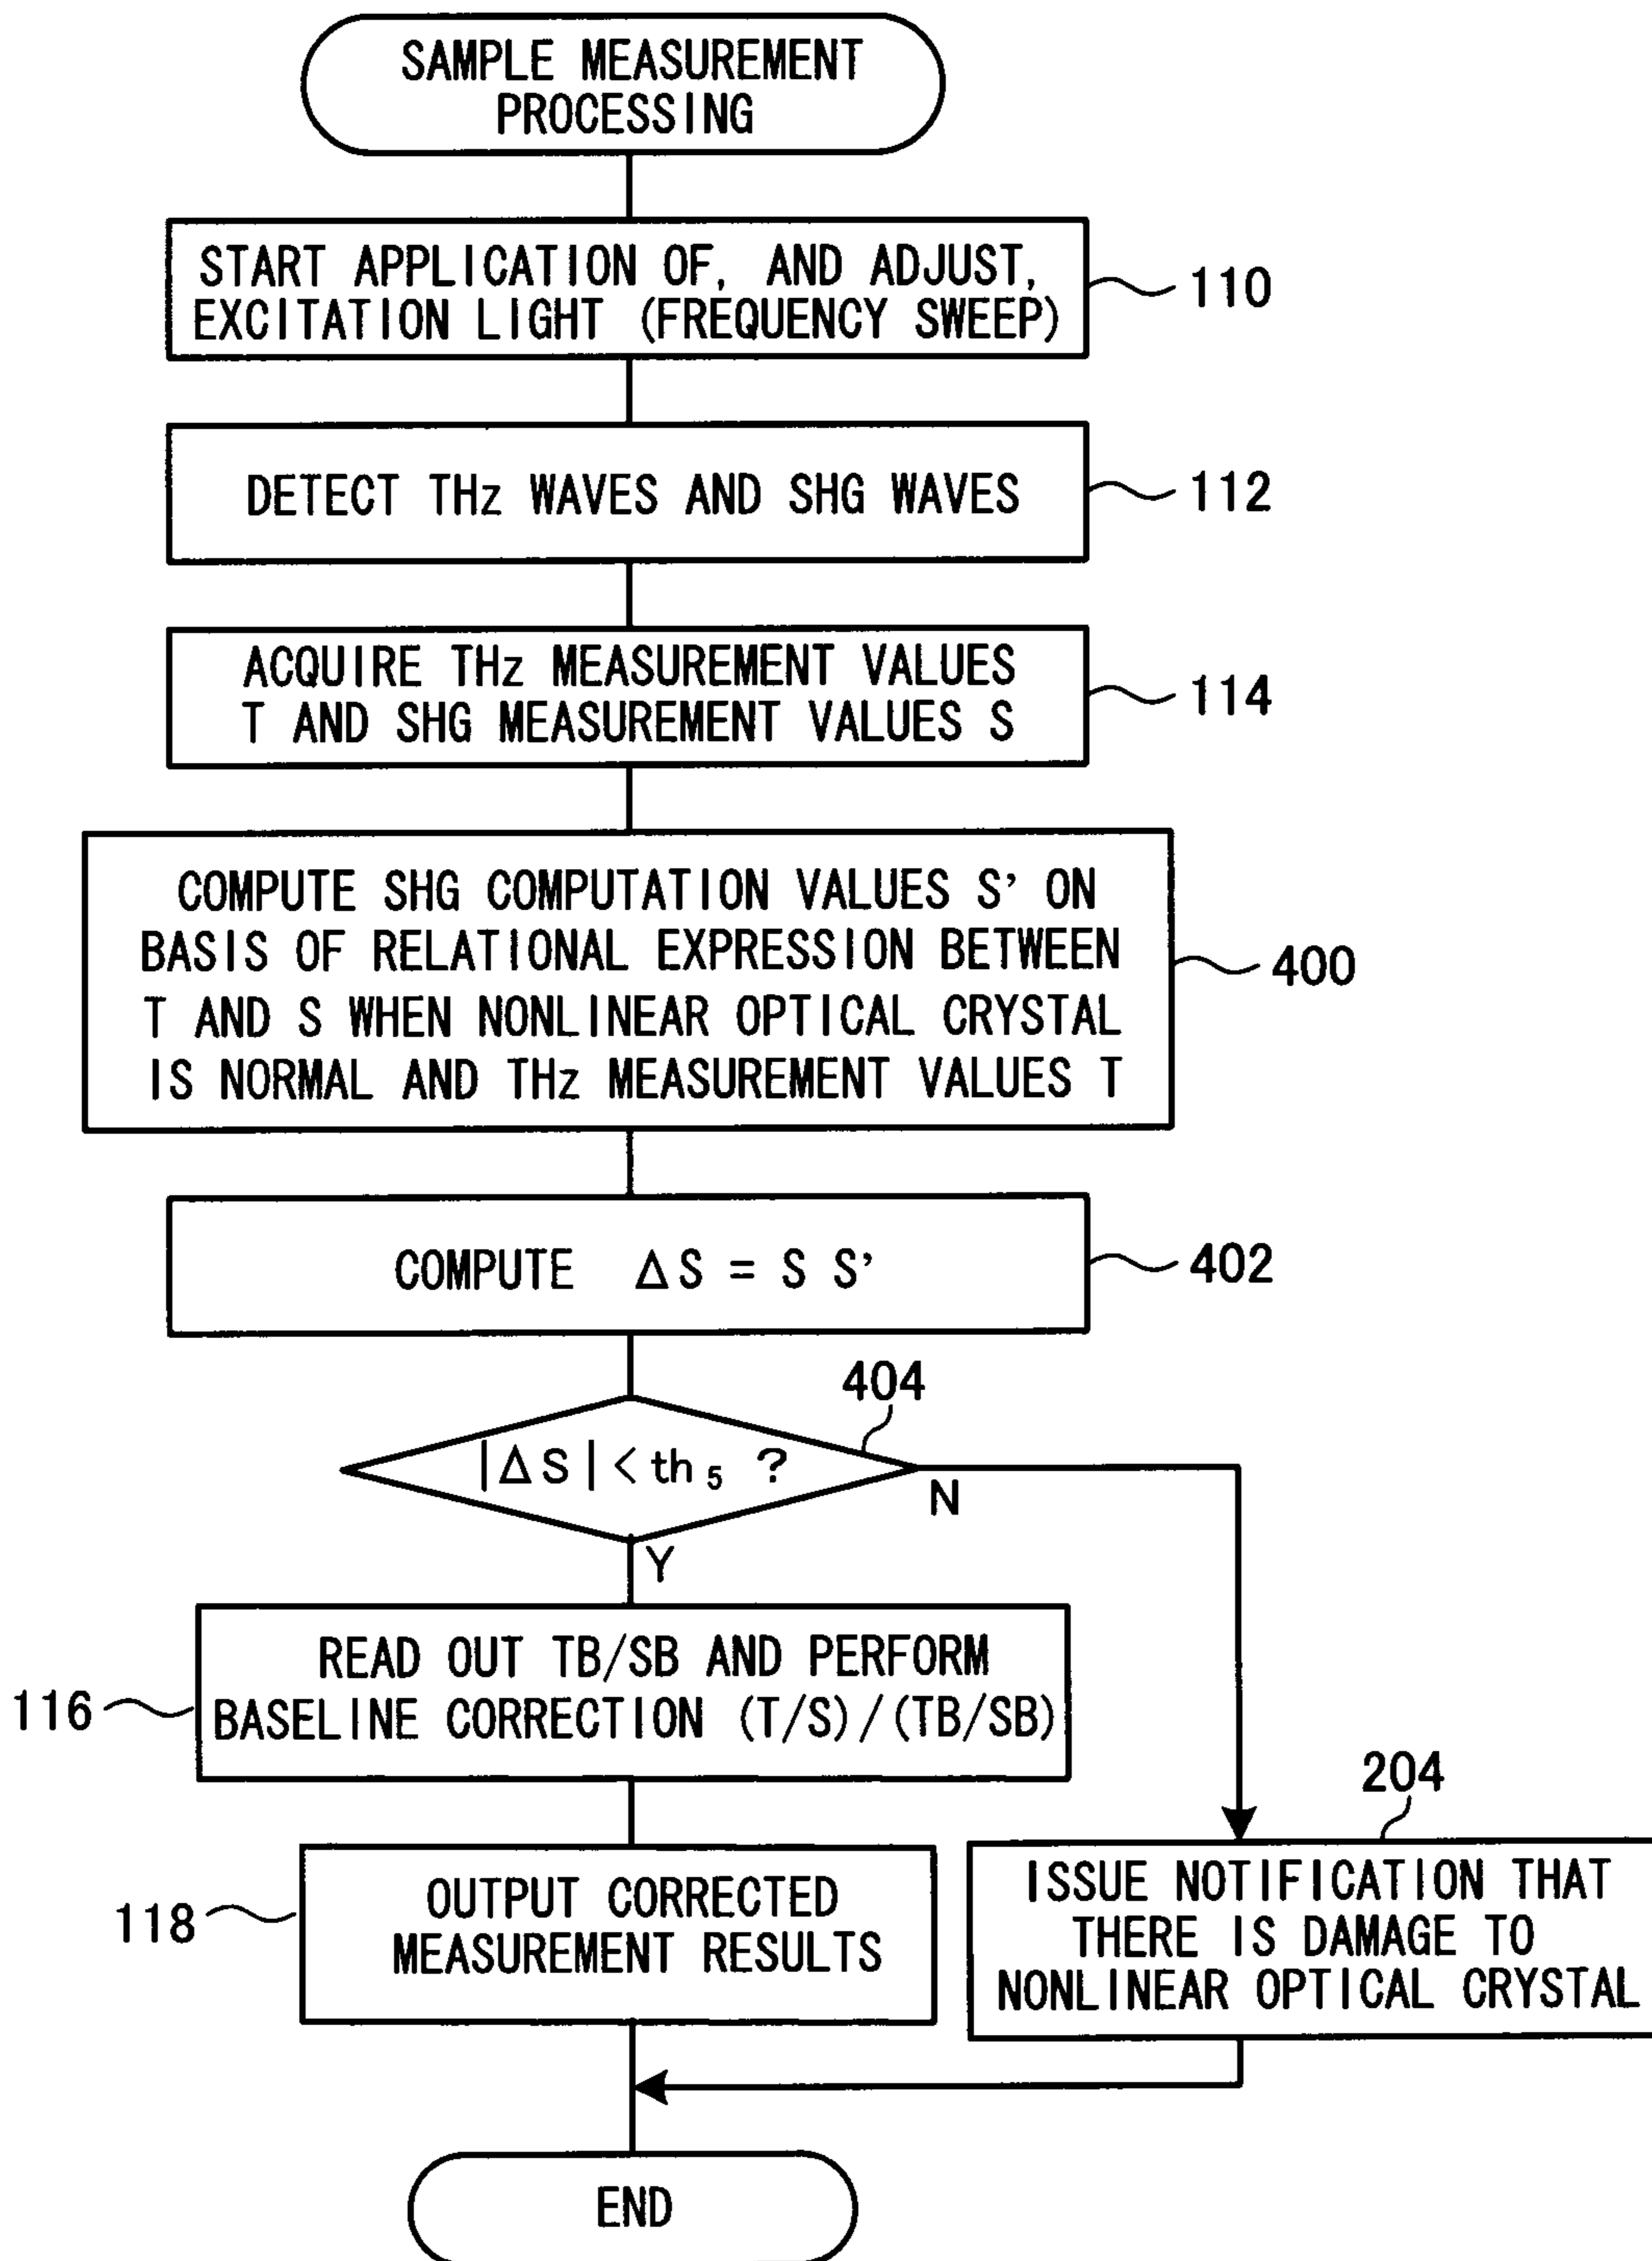 SAMPLE MEASUREMENT
PROCESSING
START APPLICATION OF, AND ADJUST,
EXCITATION LIGHT (FREQUENCY SWEEP)
110
DETECT THz WAVES AND SHG WAVES
112
ACQUIRE THz MEASUREMENT VALUES
T AND SHG MEASUREMENT VALUES S
114
COMPUTE SHG COMPUTATION VALUES S' ON
BASIS OF RELATIONAL EXPRESSION BETWEEN
T AND S WHEN NONLINEAR OPTICAL CRYSTAL
IS NORMAL AND THz MEASUREMENT VALUES T
400
COMPUTE ΔS = S S'
402
404
|ΔS| < th₅ ?
N
Y
READ OUT TB/SB AND PERFORM
BASELINE CORRECTION (T/S)/(TB/SB)
116
204
OUTPUT CORRECTED
MEASUREMENT RESULTS
118
ISSUE NOTIFICATION THAT
THERE IS DAMAGE TO
NONLINEAR OPTICAL CRYSTAL
END